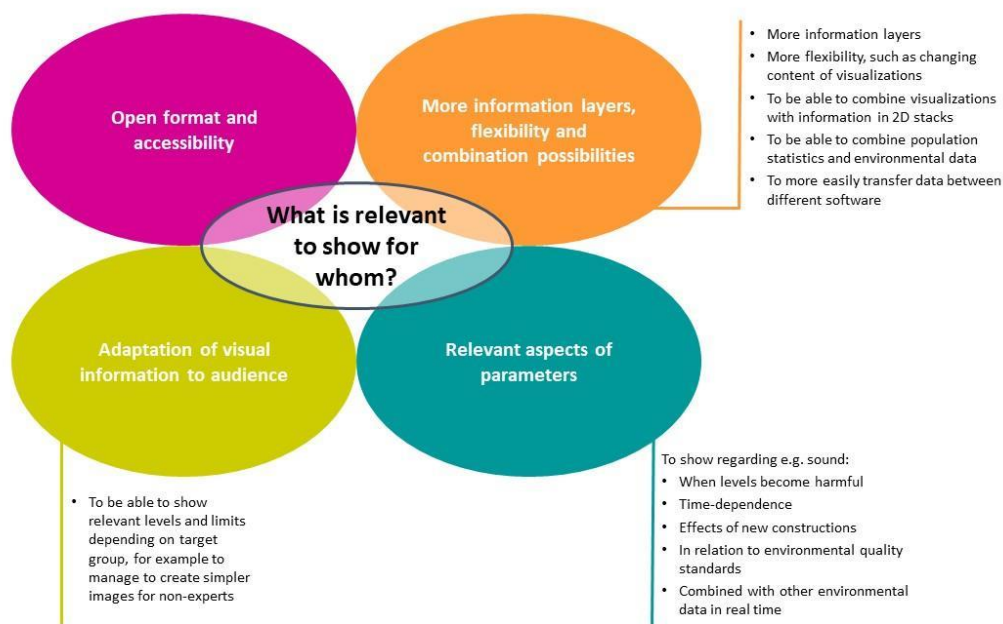 Open format and
accessibility
More information layers,
flexibility and
combination possibilities
• More information layers
• More flexibility, such as changing
content of visualizations
• To be able to combine visualizations
with information in 2D stacks
• To be able to combine population
statistics and environmental data
• To more easily transfer data between
different software
What is relevant
to show for
whom?
Adaptation of visual
information to audience
Relevant aspects of
parameters
• To be able to show
relevant levels and limits
depending on target
group, for example to
manage to create simpler
images for non-experts
To show regarding e.g. sound:
• When levels become harmful
• Time-dependence
• Effects of new constructions
• In relation to environmental quality
standards
• Combined with other environmental
data in real time